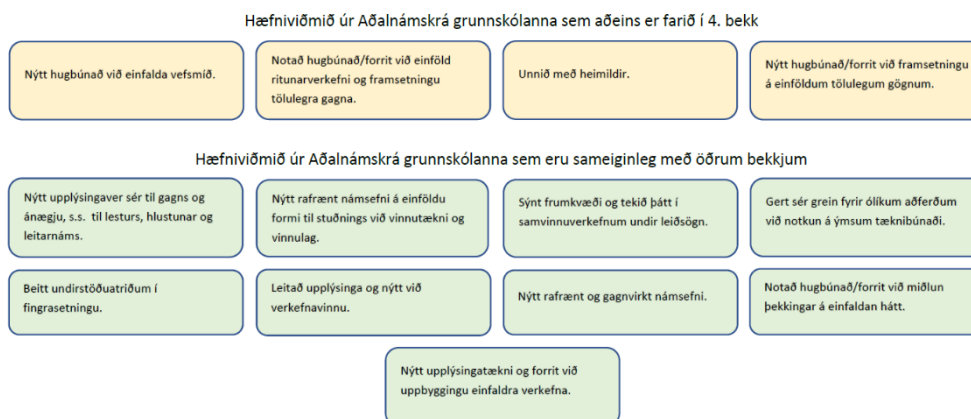 Hæfniviðmið úr Aðalnámskrá grunnskólanna sem aðeins er farið í 4. bekk
Nýtt hugbúnað við einfalda vefsmíð.
Notað hugbúnað/forrit við einföld
ritunarverkefni og framsetningu
tölulegra gagna.
Unnið með heimildir.
Nýtt hugbúnað/forrit við framsetningu
á einföldum tölulegum gögnum.
Hæfniviðmið úr Aðalnámskrá grunnskólanna sem eru sameiginleg með öðrum bekkjum
Nýtt upplýsingaver sér til gagns og
ánægju, s.s. til lesturs, hlustunar og
leitarnáms.
Nýtt rafrænt námsefni á einföldu
formi til stuðnings við vinnutækni og
vinnulag.
Sýnt frumkvæði og tekið þátt í
samvinnuverkefnum undir leiðsögn.
Gert sér grein fyrir ólíkum aðferðum
við notkun á ýmsum tæknibúnaði.
Beitt undirstöðuatriðum í
fingrasetningu.
Leitað upplýsinga og nýtt við
verkefnavinnu.
Nýtt rafrænt og gagnvirkt námsefni.
Notað hugbúnað/forrit við miðlun
þekkingar á einfaldan hátt.
Nýtt upplýsingatækni og forrit við
uppbyggingu einfaldra verkefna.